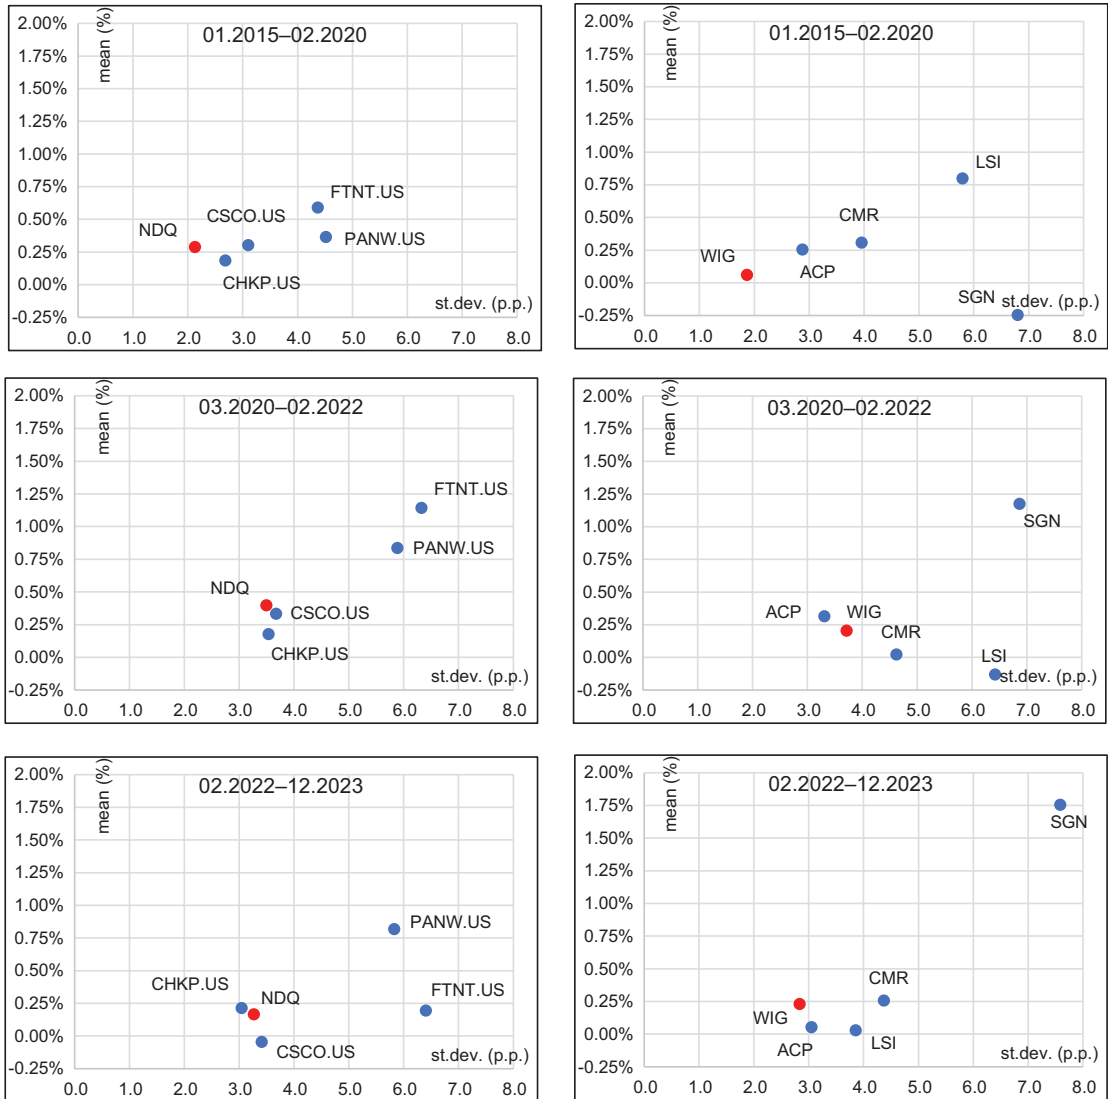 2.00%
1.75%
1.50%
1.25%
1.00%
0.75%
0.50%
0.25%
0.00%
-0.25%
mean (%)
01.2015–02.2020
FTNT.US
CSCO.US
NDQ
PANW.US
CHKP.US
st.dev. (p.p.)
0.0 1.0 2.0 3.0 4.0 5.0 6.0 7.0 8.0
2.00%
1.75%
1.50%
1.25%
1.00%
0.75%
0.50%
0.25%
0.00%
-0.25%
mean (%)
01.2015–02.2020
LSI
CMR
WIG
ACP
SGN
st.dev. (p.p.)
0.0 1.0 2.0 3.0 4.0 5.0 6.0 7.0 8.0
2.00%
1.75%
1.50%
1.25%
1.00%
0.75%
0.50%
0.25%
0.00%
-0.25%
mean (%)
03.2020–02.2022
FTNT.US
PANW.US
NDQ
CSCO.US
CHKP.US
st.dev. (p.p.)
0.0 1.0 2.0 3.0 4.0 5.0 6.0 7.0 8.0
2.00%
1.75%
1.50%
1.25%
1.00%
0.75%
0.50%
0.25%
0.00%
-0.25%
mean (%)
03.2020–02.2022
SGN
ACP
WIG
CMR
LSI
st.dev. (p.p.)
0.0 1.0 2.0 3.0 4.0 5.0 6.0 7.0 8.0
2.00%
1.75%
1.50%
1.25%
1.00%
0.75%
0.50%
0.25%
0.00%
-0.25%
mean (%)
02.2022–12.2023
PANW.US
CHKP.US
NDQ
FTNT.US
CSCO.US
st.dev. (p.p.)
0.0 1.0 2.0 3.0 4.0 5.0 6.0 7.0 8.0
2.00%
1.75%
1.50%
1.25%
1.00%
0.75%
0.50%
0.25%
0.00%
-0.25%
mean (%)
02.2022–12.2023
SGN
CMR
WIG
ACP
LSI
st.dev. (p.p.)
0.0 1.0 2.0 3.0 4.0 5.0 6.0 7.0 8.0